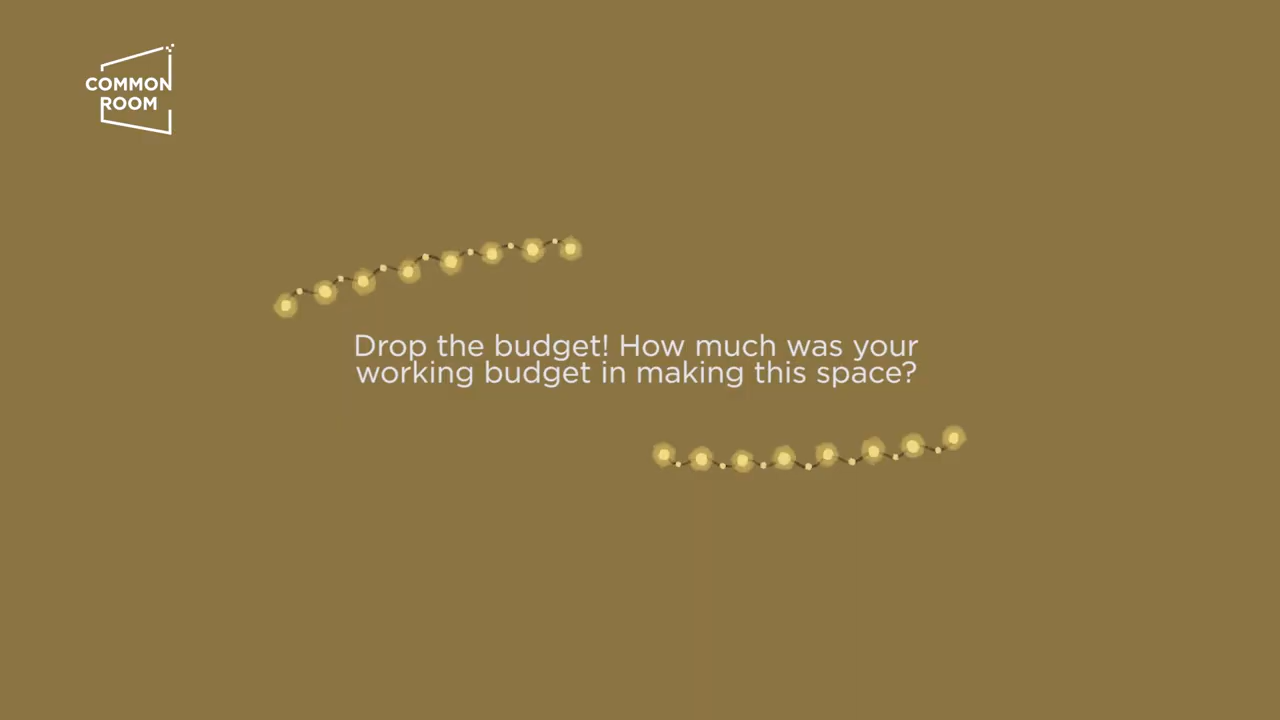 COMMON
ROOM
Drop the budget! How much was your
working budget in making this space?